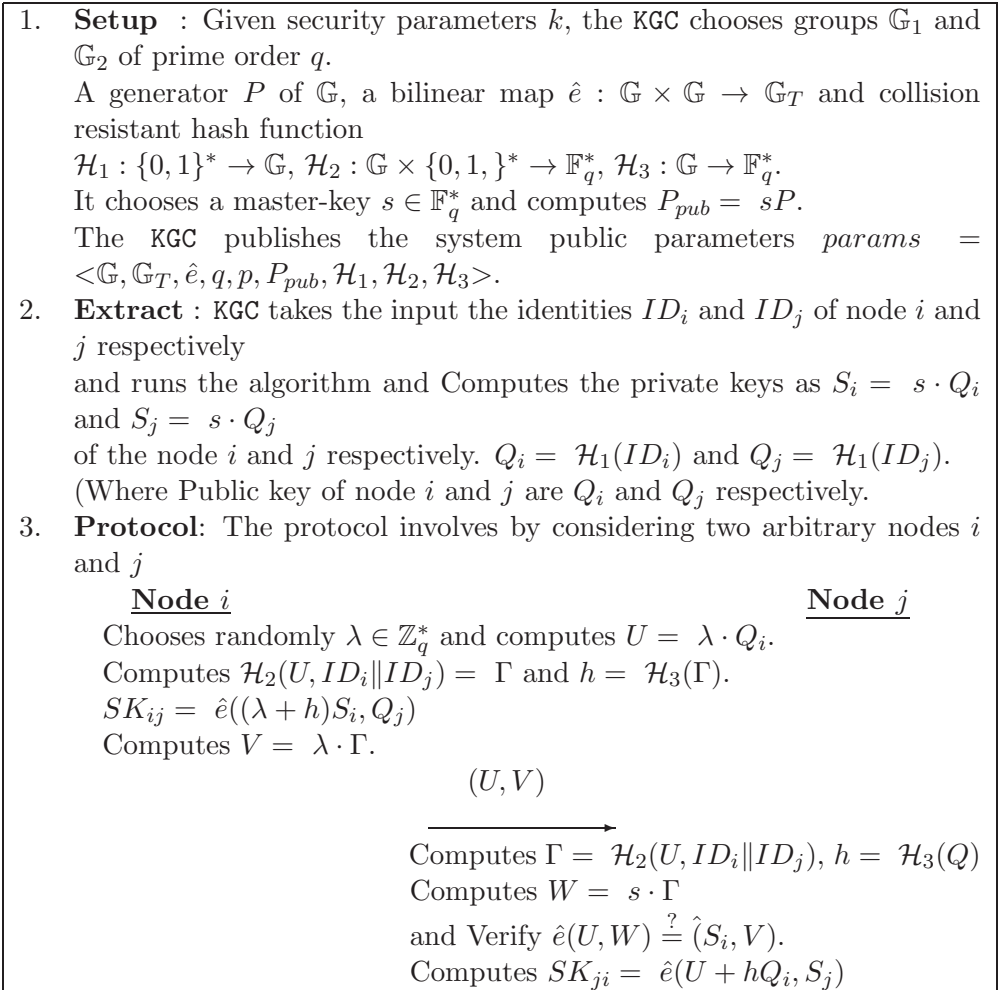 1. Setup : Given security parameters k, the KGC chooses groups 𝔾₁ and
𝔾₂ of prime order q.
A generator P of 𝔾, a bilinear map ê : 𝔾 × 𝔾 → 𝔾_T and collision
resistant hash function
ℋ₁ : {0, 1}* → 𝔾, ℋ₂ : 𝔾 × {0, 1, }* → 𝔽*_q, ℋ₃ : 𝔾 → 𝔽*_q.
It chooses a master-key s ∈ 𝔽*_q and computes P_pub = sP.
The KGC publishes the system public parameters params =
<𝔾, 𝔾_T, ê, q, p, P_pub, ℋ₁, ℋ₂, ℋ₃>.
2. Extract : KGC takes the input the identities ID_i and ID_j of node i and
j respectively
and runs the algorithm and Computes the private keys as S_i = s · Q_i
and S_j = s · Q_j
of the node i and j respectively. Q_i = ℋ₁(ID_i) and Q_j = ℋ₁(ID_j).
(Where Public key of node i and j are Q_i and Q_j respectively.
3. Protocol: The protocol involves by considering two arbitrary nodes i
and j
Node i Node j
Chooses randomly λ ∈ ℤ*_q and computes U = λ · Q_i.
Computes ℋ₂(U, ID_i‖ID_j) = Γ and h = ℋ₃(Γ).
SK_ij = ê((λ + h)S_i, Q_j)
Computes V = λ · Γ.
(U, V)
Computes Γ = ℋ₂(U, ID_i‖ID_j), h = ℋ₃(Q)
Computes W = s · Γ
and Verify ê(U, W) ≟ (̂S_i, V).
Computes SK_ji = ê(U + hQ_i, S_j)